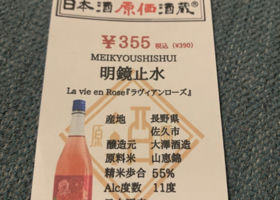 日本酒原価酒蔵®
¥355 税込(¥390)
MEIKYOUSHISUI
明鏡止水
La vie en Rose『ラヴィアンローズ』
産地 長野県
佐久市
醸造元 大澤酒造
原料米 山恵錦
精米歩合 55%
Alc度数 11度